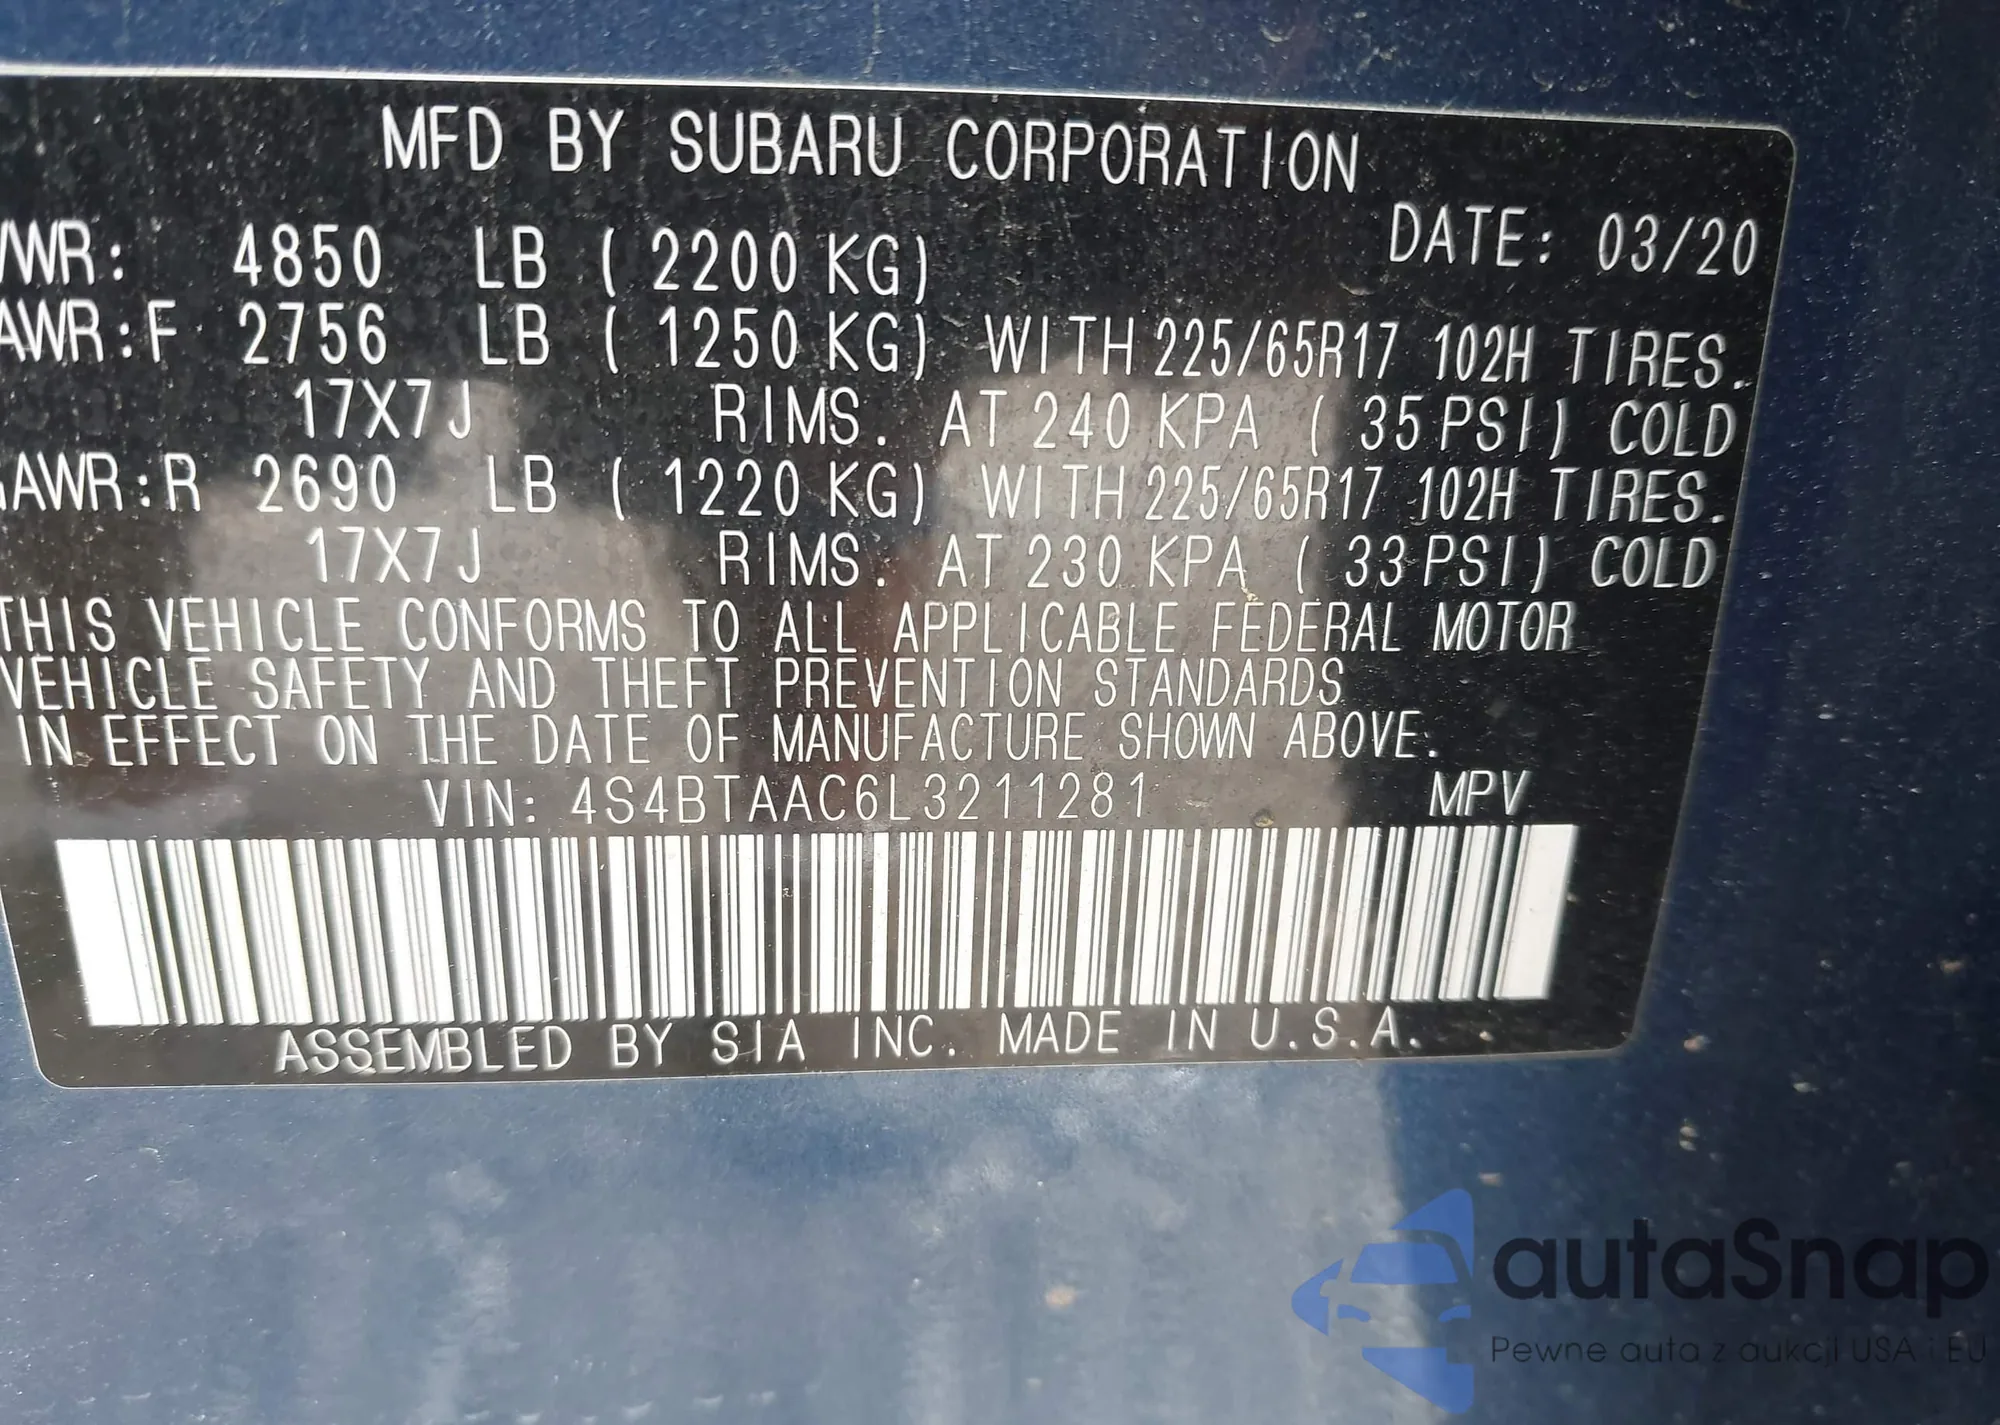 MFD BY SUBARU CORPORATION
DATE: 03/20
VWR: 4850 LB ( 2200 KG)
AWR:F 2756 LB ( 1250 KG) WITH 225/65R17 102H TIRES.
17X7J RIMS. AT 240 KPA ( 35 PSI) COLD
GAWR:R 2690 LB ( 1220 KG) WITH 225/65R17 102H TIRES.
17X7J RIMS. AT 230 KPA ( 33 PSI) COLD
THIS VEHICLE CONFORMS TO ALL APPLICABLE FEDERAL MOTOR
VEHICLE SAFETY AND THEFT PREVENTION STANDARDS
IN EFFECT ON THE DATE OF MANUFACTURE SHOWN ABOVE.
VIN: 4S4BTAAC6L3211281 MPV
ASSEMBLED BY SIA INC. MADE IN U.S.A.
autaSnap
Pewne auta z aukcji USA i EU